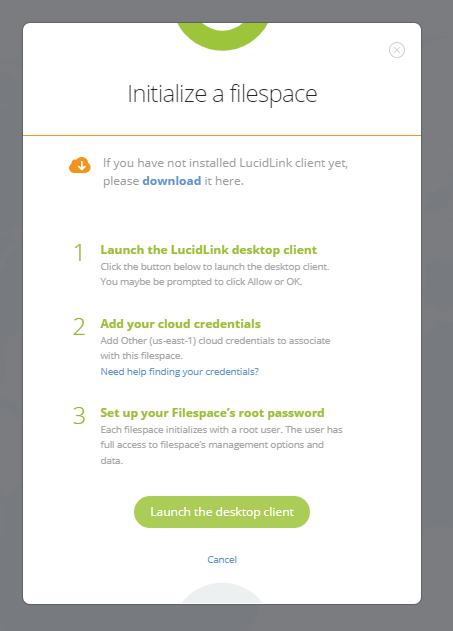 Initialize a filespace
If you have not installed LucidLink client yet,
please download it here.
1 Launch the LucidLink desktop client
Click the button below to launch the desktop client.
You maybe be prompted to click Allow or OK.
2 Add your cloud credentials
Add Other (us-east-1) cloud credentials to associate
with this filespace.
Need help finding your credentials?
3 Set up your Filespace's root password
Each filespace initializes with a root user. The user has
full access to filespace's management options and
data.
Launch the desktop client
Cancel